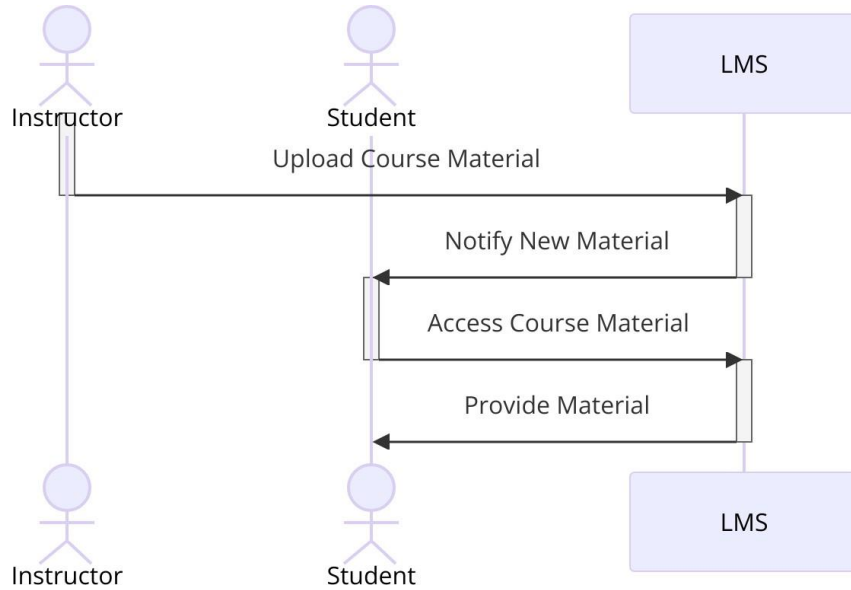 Instructor
Student
LMS
Upload Course Material
Notify New Material
Access Course Material
Provide Material
Instructor
Student
LMS